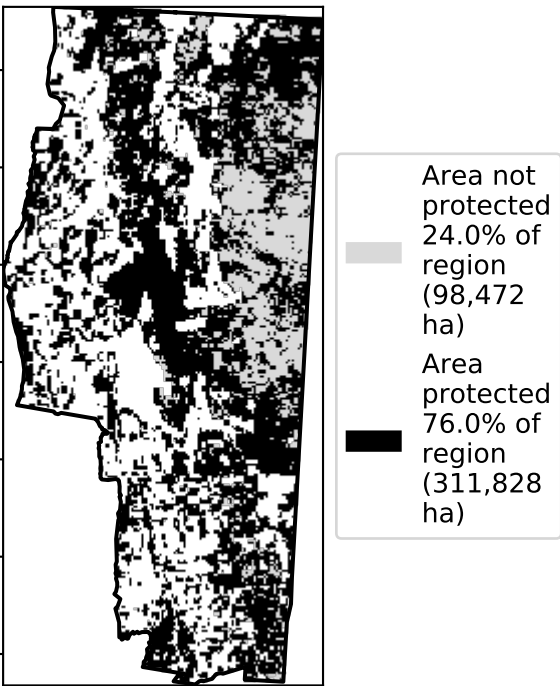 Area not
protected
24.0% of
region
(98,472
ha)
Area
protected
76.0% of
region
(311,828
ha)